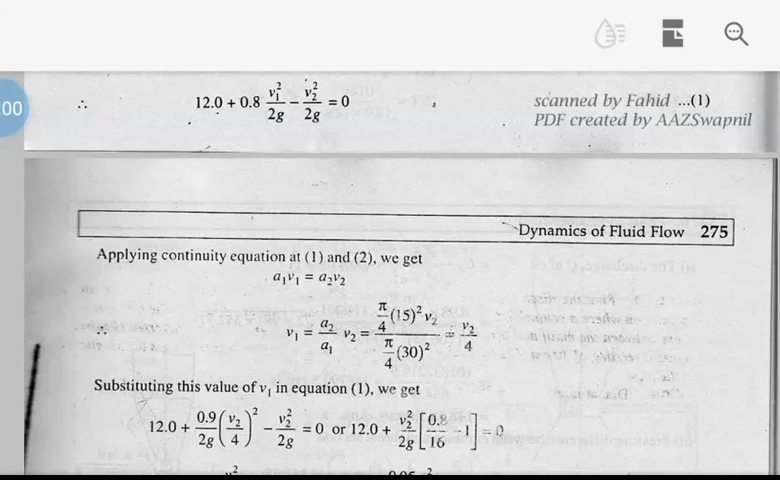 :00
∴ 12.0 + 0.8 v₁²/2g − v₂²/2g = 0 scanned by Fahid ...(1)
PDF created by AAZSwapnil
Dynamics of Fluid Flow 275
Applying continuity equation at (1) and (2), we get
a₁v₁ = a₂v₂
∴ v₁ = a₂/a₁ v₂ = π/4 (15)² v₂ / π/4 (30)² = v₂/4
Substituting this value of v₁ in equation (1), we get
12.0 + 0.9/2g (v₂/4)² − v₂²/2g = 0 or 12.0 + v₂²/2g [0.8/16 − 1] = 0